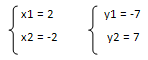 x1 = 2
x2 = -2
y1 = -7
y2 = 7